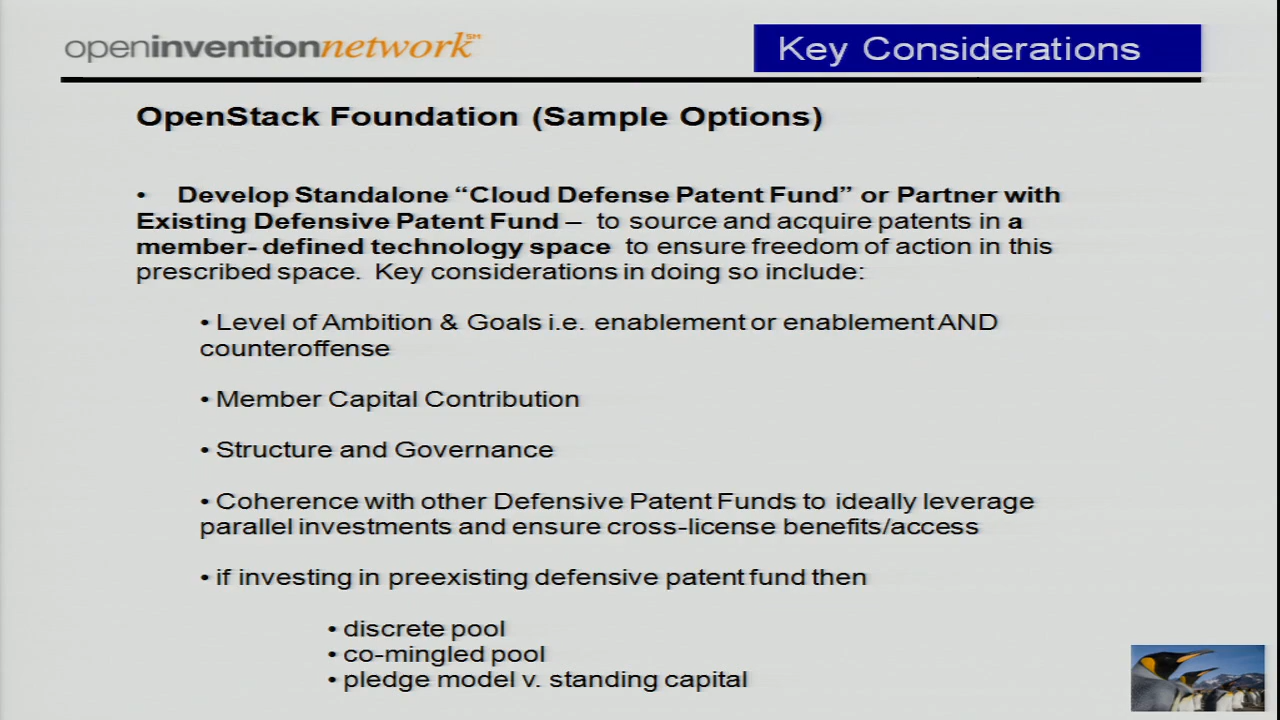 openinventionnetwork SM
Key Considerations
OpenStack Foundation (Sample Options)
• Develop Standalone “Cloud Defense Patent Fund” or Partner with
Existing Defensive Patent Fund – to source and acquire patents in a
member- defined technology space to ensure freedom of action in this
prescribed space. Key considerations in doing so include:
• Level of Ambition & Goals i.e. enablement or enablement AND
counteroffense
• Member Capital Contribution
• Structure and Governance
• Coherence with other Defensive Patent Funds to ideally leverage
parallel investments and ensure cross-license benefits/access
• if investing in preexisting defensive patent fund then
• discrete pool
• co-mingled pool
• pledge model v. standing capital